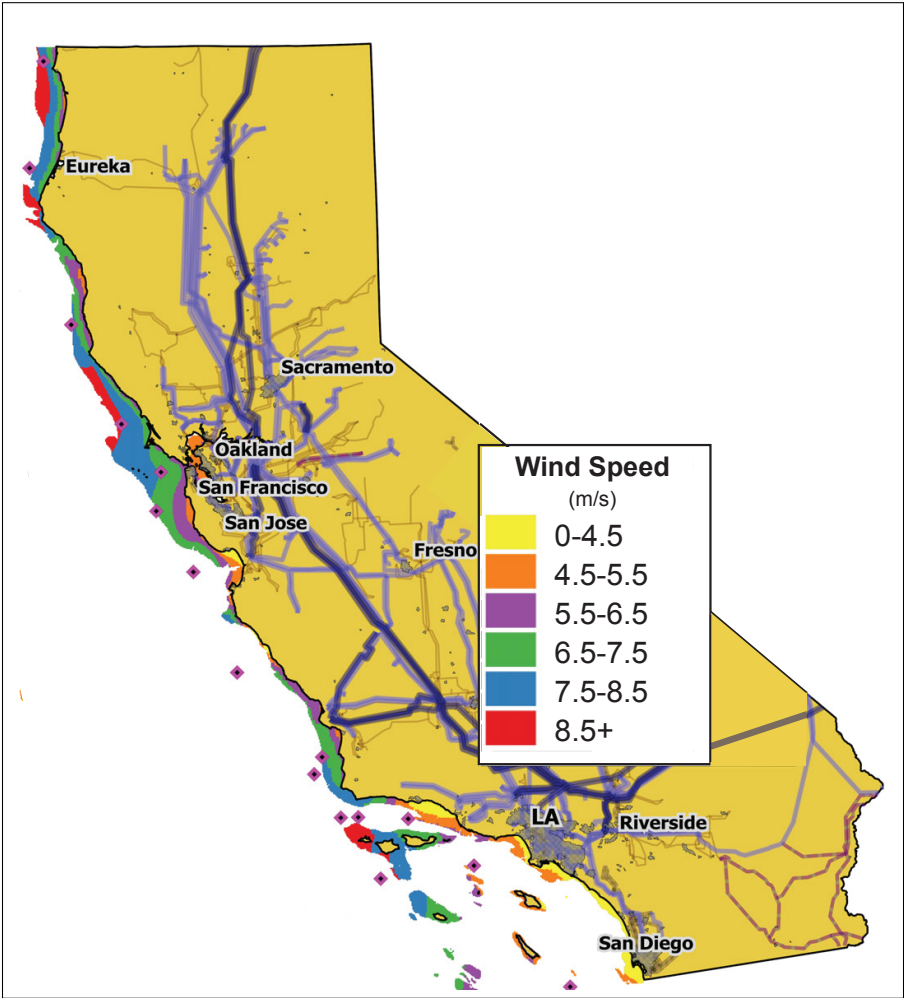 Eureka
Sacramento
Oakland
San Francisco
San Jose
Fresno
Wind Speed
(m/s)
0-4.5
4.5-5.5
5.5-6.5
6.5-7.5
7.5-8.5
8.5+
LA
Riverside
San Diego